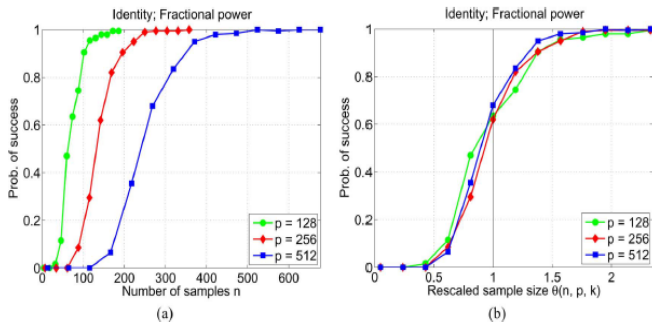 Identity; Fractional power
Prob. of success
1
0.8
0.6
0.4
0.2
0
0 100 200 300 400 500 600
Number of samples n
p = 128
p = 256
p = 512
(a)
Identity; Fractional power
Prob. of success
1
0.8
0.6
0.4
0.2
0
0 0.5 1 1.5 2
Rescaled sample size θ(n, p, k)
p = 128
p = 256
p = 512
(b)